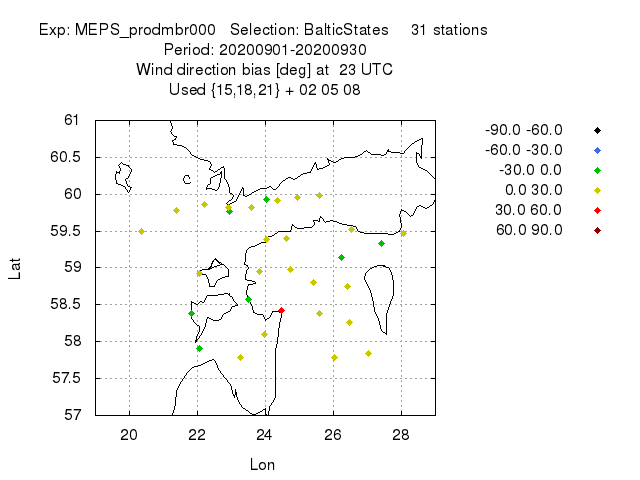 Exp: MEPS_prodmbr000 Selection: BalticStates 31 stations
Period: 20200901-20200930
Wind direction bias [deg] at 23 UTC
Used {15,18,21} + 02 05 08
61
60.5
60
59.5
59
58.5
58
57.5
57
Lat
20 22 24 26 28
Lon
-90.0 -60.0
-60.0 -30.0
-30.0 0.0
0.0 30.0
30.0 60.0
60.0 90.0